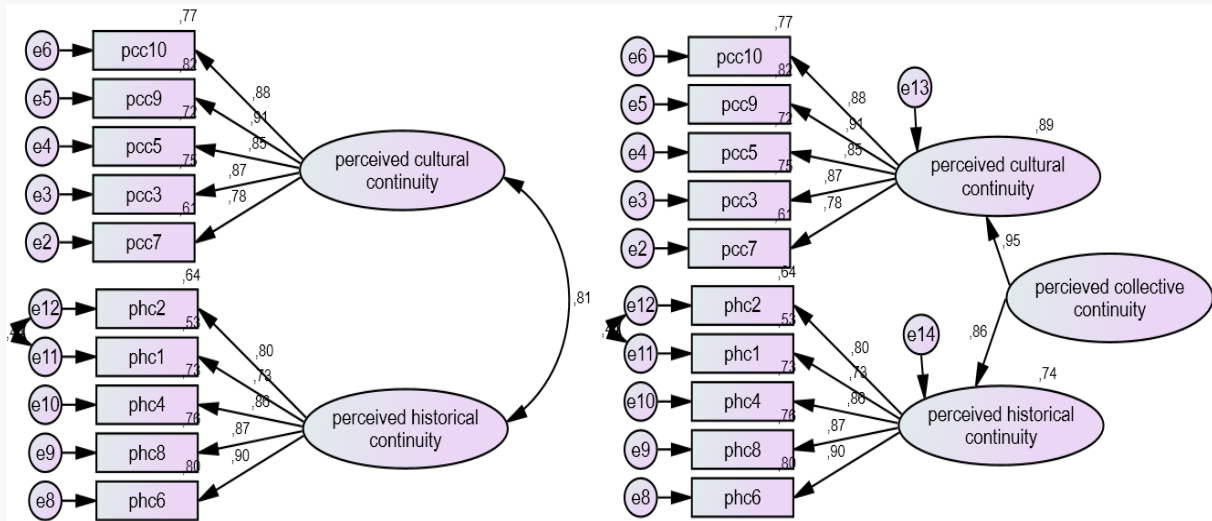 ,77
e6 pcc10
,82
e5 pcc9
,72
e4 pcc5
,75
e3 pcc3
,61
e2 pcc7
,88
,91
,85
,87
,78
perceived cultural
continuity
,81
,64
e12 phc2
,53
e11 phc1
,73
e10 phc4
,76
e9 phc8
,80
e8 phc6
,80
,73
,86
,87
,90
perceived historical
continuity
,77
e6 pcc10
,82
e5 pcc9
,72
e4 pcc5
,75
e3 pcc3
,61
e2 pcc7
,88
,91
,85
,87
,78
e13
,89
perceived cultural
continuity
,95
percieved collective
continuity
,86
,64
e12 phc2
,53
e11 phc1
,73
e10 phc4
,76
e9 phc8
,80
e8 phc6
,80
,73
,86
,87
,90
e14
,74
perceived historical
continuity